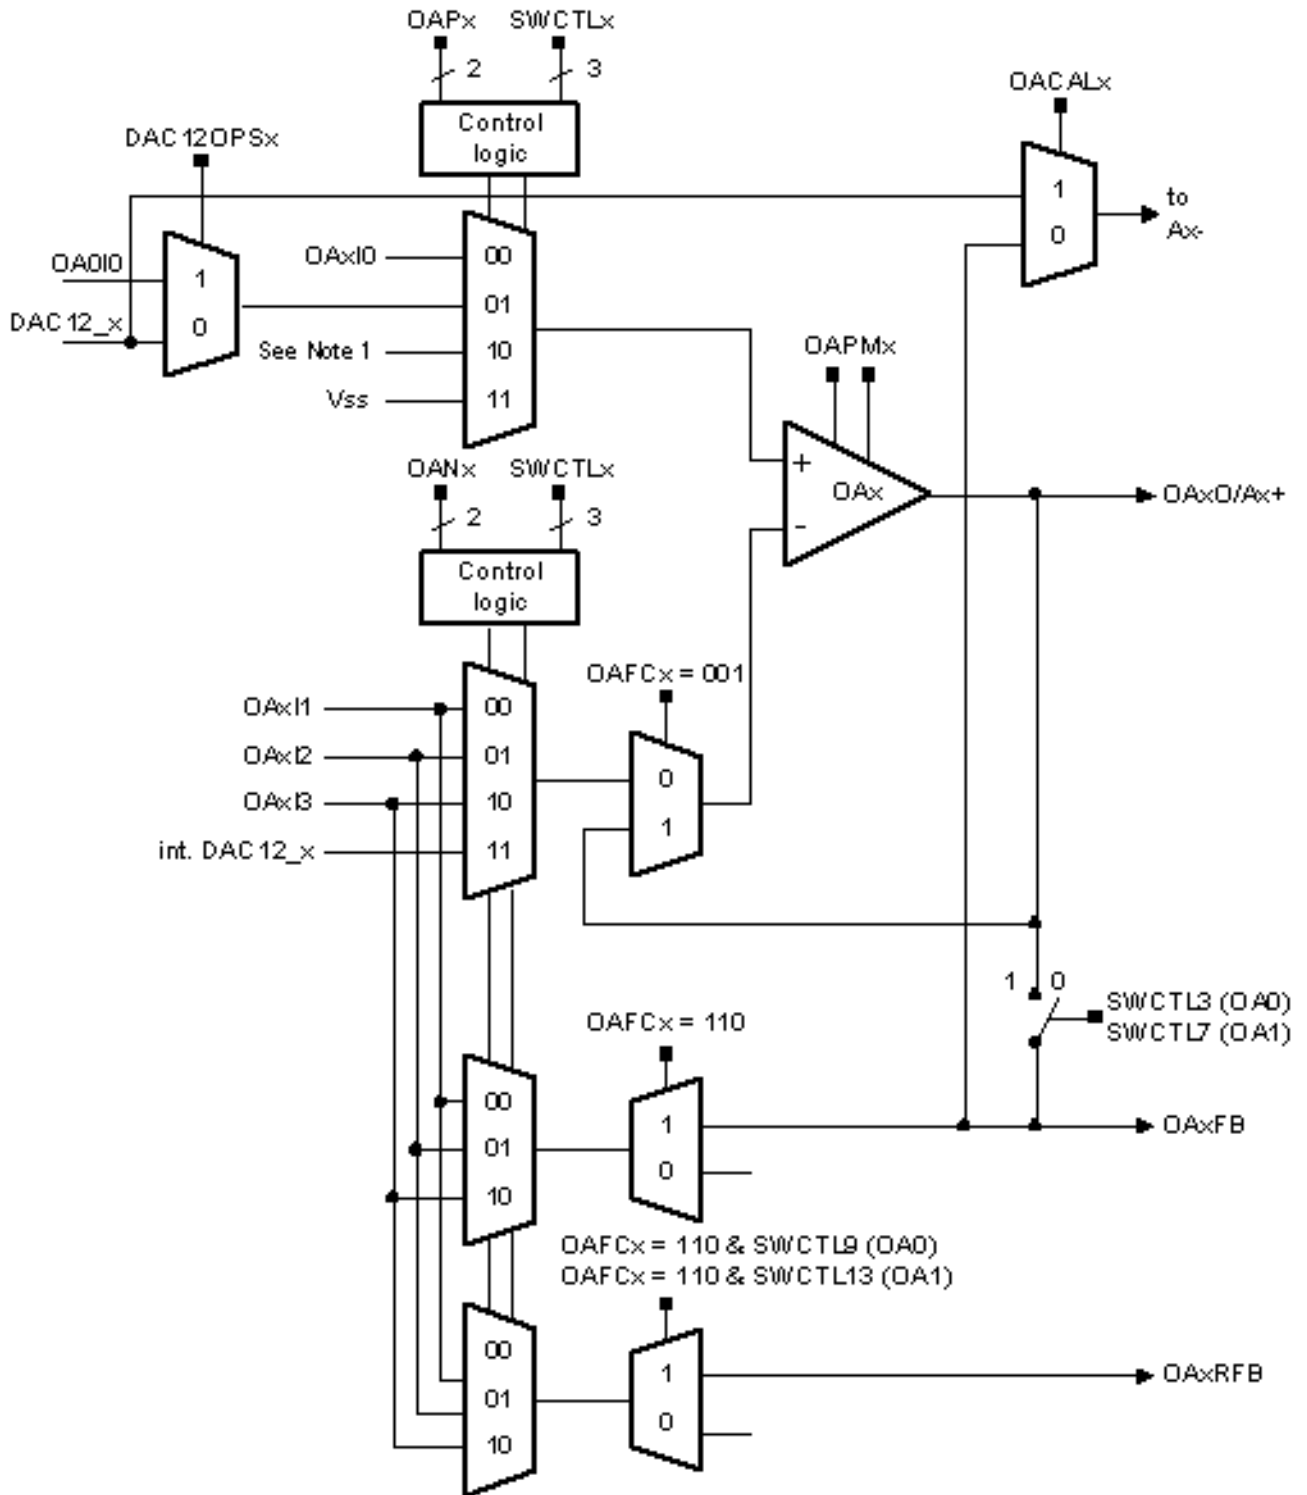 OAPx SWCTLx
2 3
OACALx
Control
logic
DAC12OPSx
1
0
to
Ax-
OA0I0
DAC12_x
1
0
OAxI0
See Note 1
Vss
00
01
10
11
OAPMx
OANx SWCTLx
2 3
+
OAx
-
OAxO/Ax+
Control
logic
OAFCx = 001
OAxI1
OAxI2
OAxI3
int. DAC12_x
00
01
10
11
0
1
1 0
SWCTL3 (OA0)
SWCTL7 (OA1)
OAFCx = 110
00
01
10
1
0
OAxFB
OAFCx = 110 & SWCTL9 (OA0)
OAFCx = 110 & SWCTL13 (OA1)
00
01
10
1
0
OAxRFB